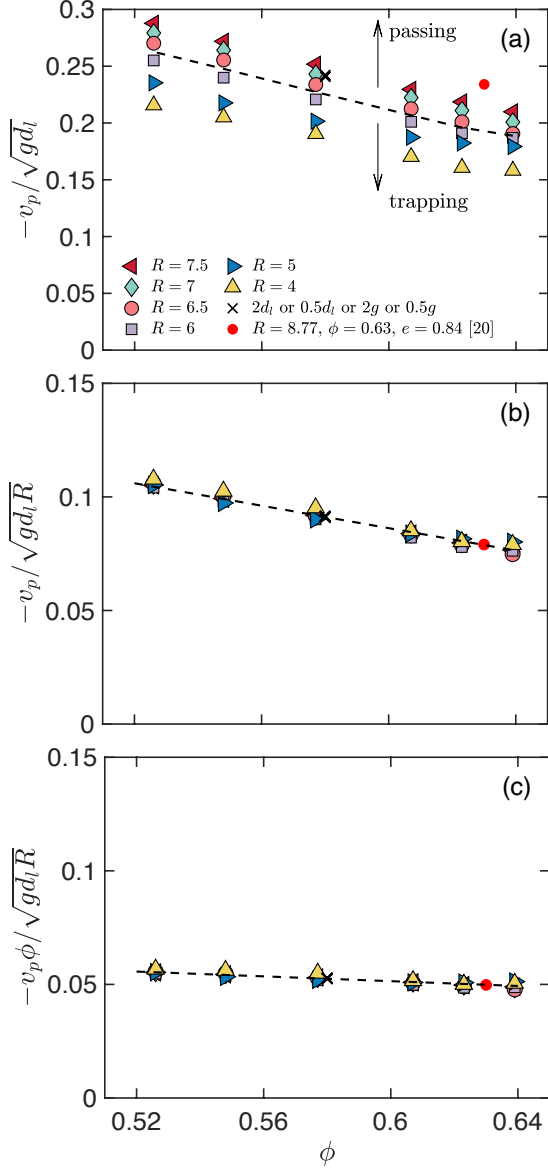 0.3
0.25
0.2
0.15
0.1
0.05
0
−v_p/√gd_l
(a)
passing
trapping
R = 7.5
R = 5
R = 7
R = 4
R = 6.5
2d_l or 0.5d_l or 2g or 0.5g
R = 6
R = 8.77, ϕ = 0.63, e = 0.84 [20]
0.15
0.1
0.05
0
−v_p/√gd_lR
(b)
0.15
0.1
0.05
0
−v_pϕ/√gd_lR
(c)
0.52
0.56
0.6
0.64
ϕ